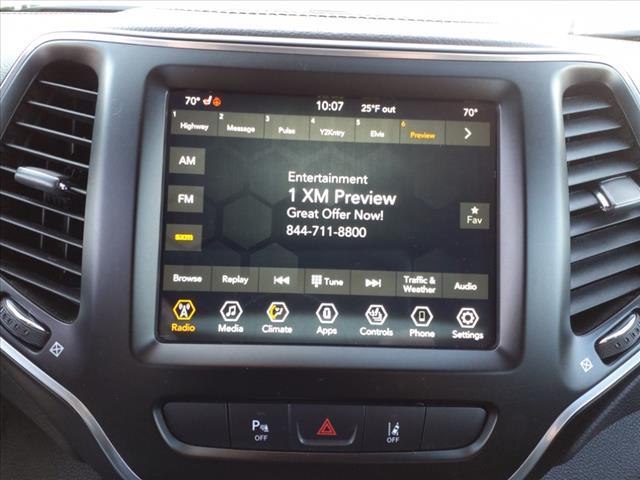 70° 10:07 25°F out 70°
1 Highway 2 Message 3 Pulse 4 Y2Kntry 5 Elvis 6 Preview
AM
FM
sxm
Entertainment
1 XM Preview
Great Offer Now!
844-711-8800
Fav
Browse Replay Tune Traffic & Weather Audio
Radio Media Climate Apps Controls Phone Settings
P OFF OFF